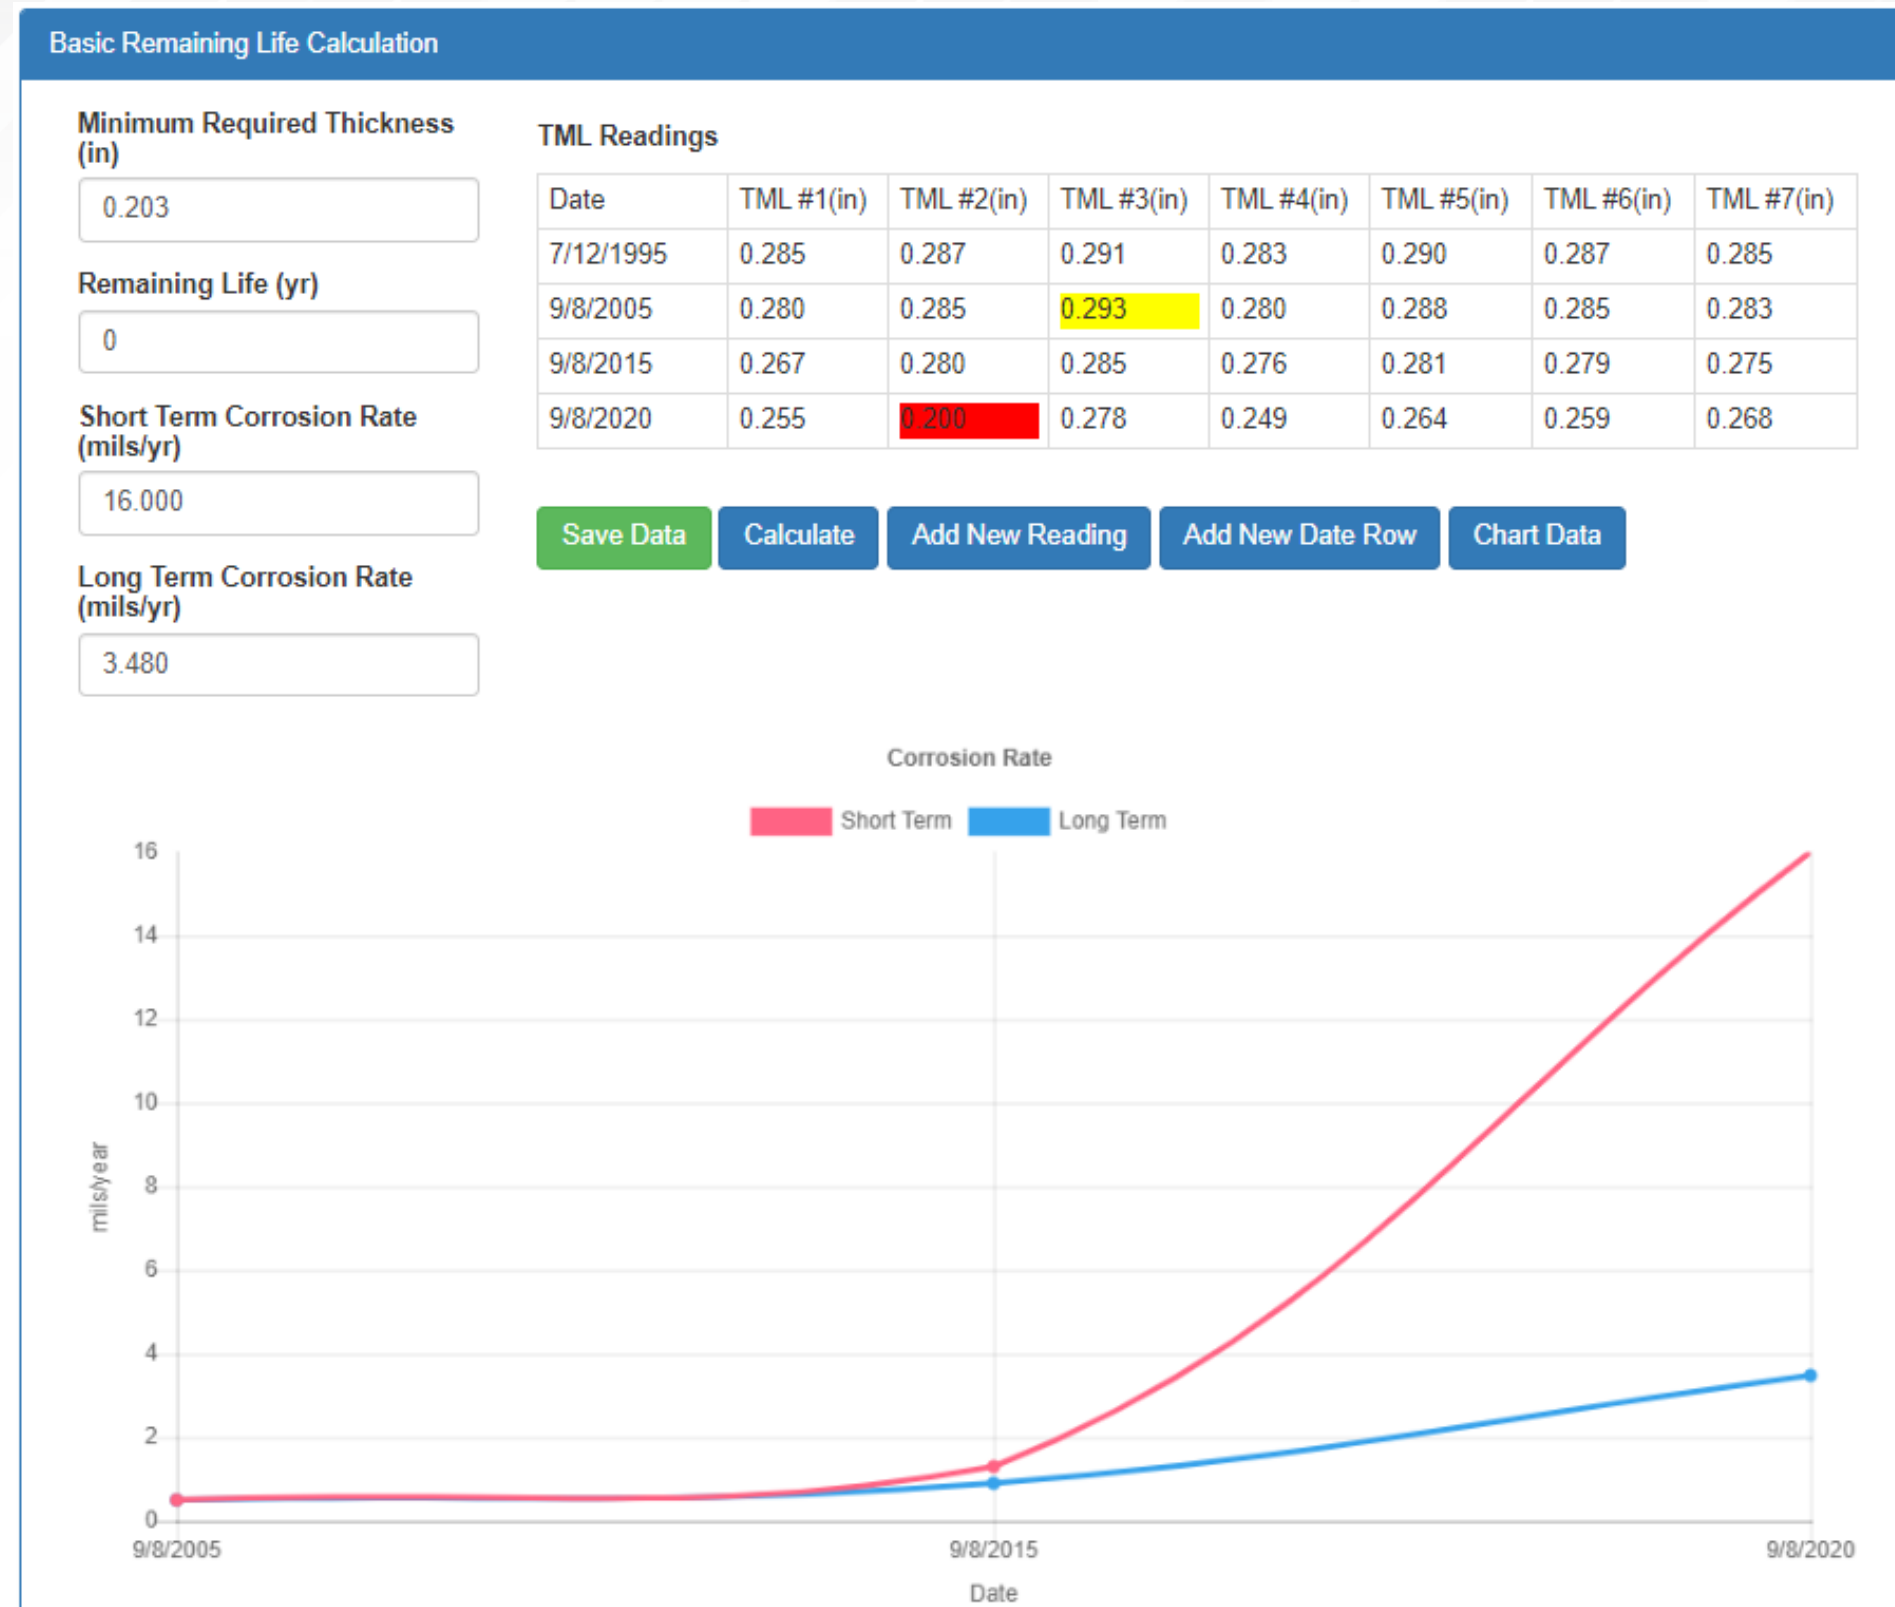 Basic Remaining Life Calculation
Minimum Required Thickness
(in)
0.203
Remaining Life (yr)
0
Short Term Corrosion Rate
(mils/yr)
16.000
Long Term Corrosion Rate
(mils/yr)
3.480
TML Readings
Date TML #1(in) TML #2(in) TML #3(in) TML #4(in) TML #5(in) TML #6(in) TML #7(in)
7/12/1995 0.285 0.287 0.291 0.283 0.290 0.287 0.285
9/8/2005 0.280 0.285 0.293 0.280 0.288 0.285 0.283
9/8/2015 0.267 0.280 0.285 0.276 0.281 0.279 0.275
9/8/2020 0.255 0.200 0.278 0.249 0.264 0.259 0.268
Save Data Calculate Add New Reading Add New Date Row Chart Data
Corrosion Rate
Short Term Long Term
16
14
12
10
8
6
4
2
0
mils/year
9/8/2005 9/8/2015 9/8/2020
Date